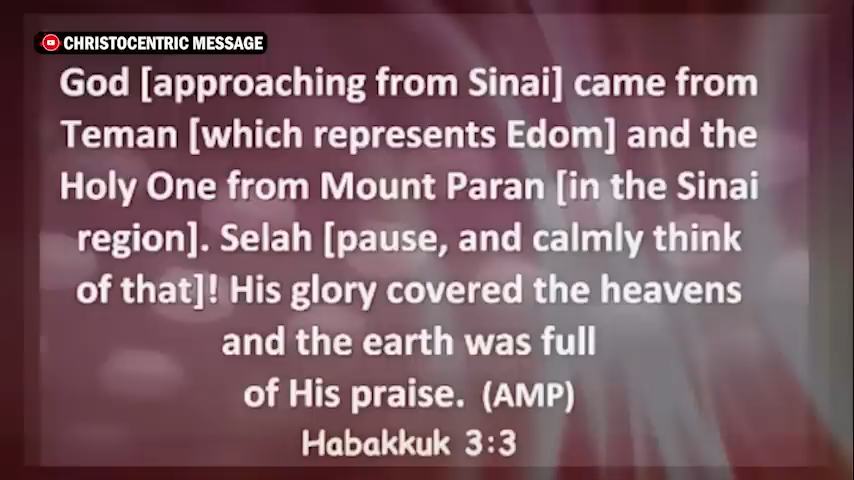 CHRISTOCENTRIC MESSAGE
God [approaching from Sinai] came from
Teman [which represents Edom] and the
Holy One from Mount Paran [in the Sinai
region]. Selah [pause, and calmly think
of that]! His glory covered the heavens
and the earth was full
of His praise. (AMP)
Habakkuk 3:3